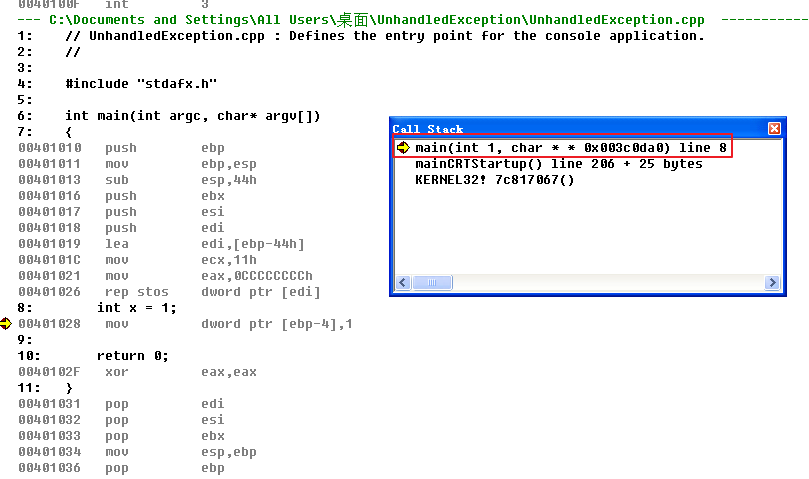 0040100F   int         3
--- C:\Documents and Settings\All Users\桌面\UnhandledException\UnhandledException.cpp  ------------
1:    // UnhandledException.cpp : Defines the entry point for the console application.
2:    //
3:
4:    #include "stdafx.h"
5:
6:    int main(int argc, char* argv[])
7:    {
00401010   push        ebp
00401011   mov         ebp,esp
00401013   sub         esp,44h
00401016   push        ebx
00401017   push        esi
00401018   push        edi
00401019   lea         edi,[ebp-44h]
0040101C   mov         ecx,11h
00401021   mov         eax,0CCCCCCCCh
00401026   rep stos    dword ptr [edi]
8:        int x = 1;
00401028   mov         dword ptr [ebp-4],1
9:
10:       return 0;
0040102F   xor         eax,eax
11:   }
00401031   pop         edi
00401032   pop         esi
00401033   pop         ebx
00401034   mov         esp,ebp
00401036   pop         ebp
Call Stack
main(int 1, char * * 0x003c0da0) line 8
mainCRTStartup() line 206 + 25 bytes
KERNEL32! 7c817067()